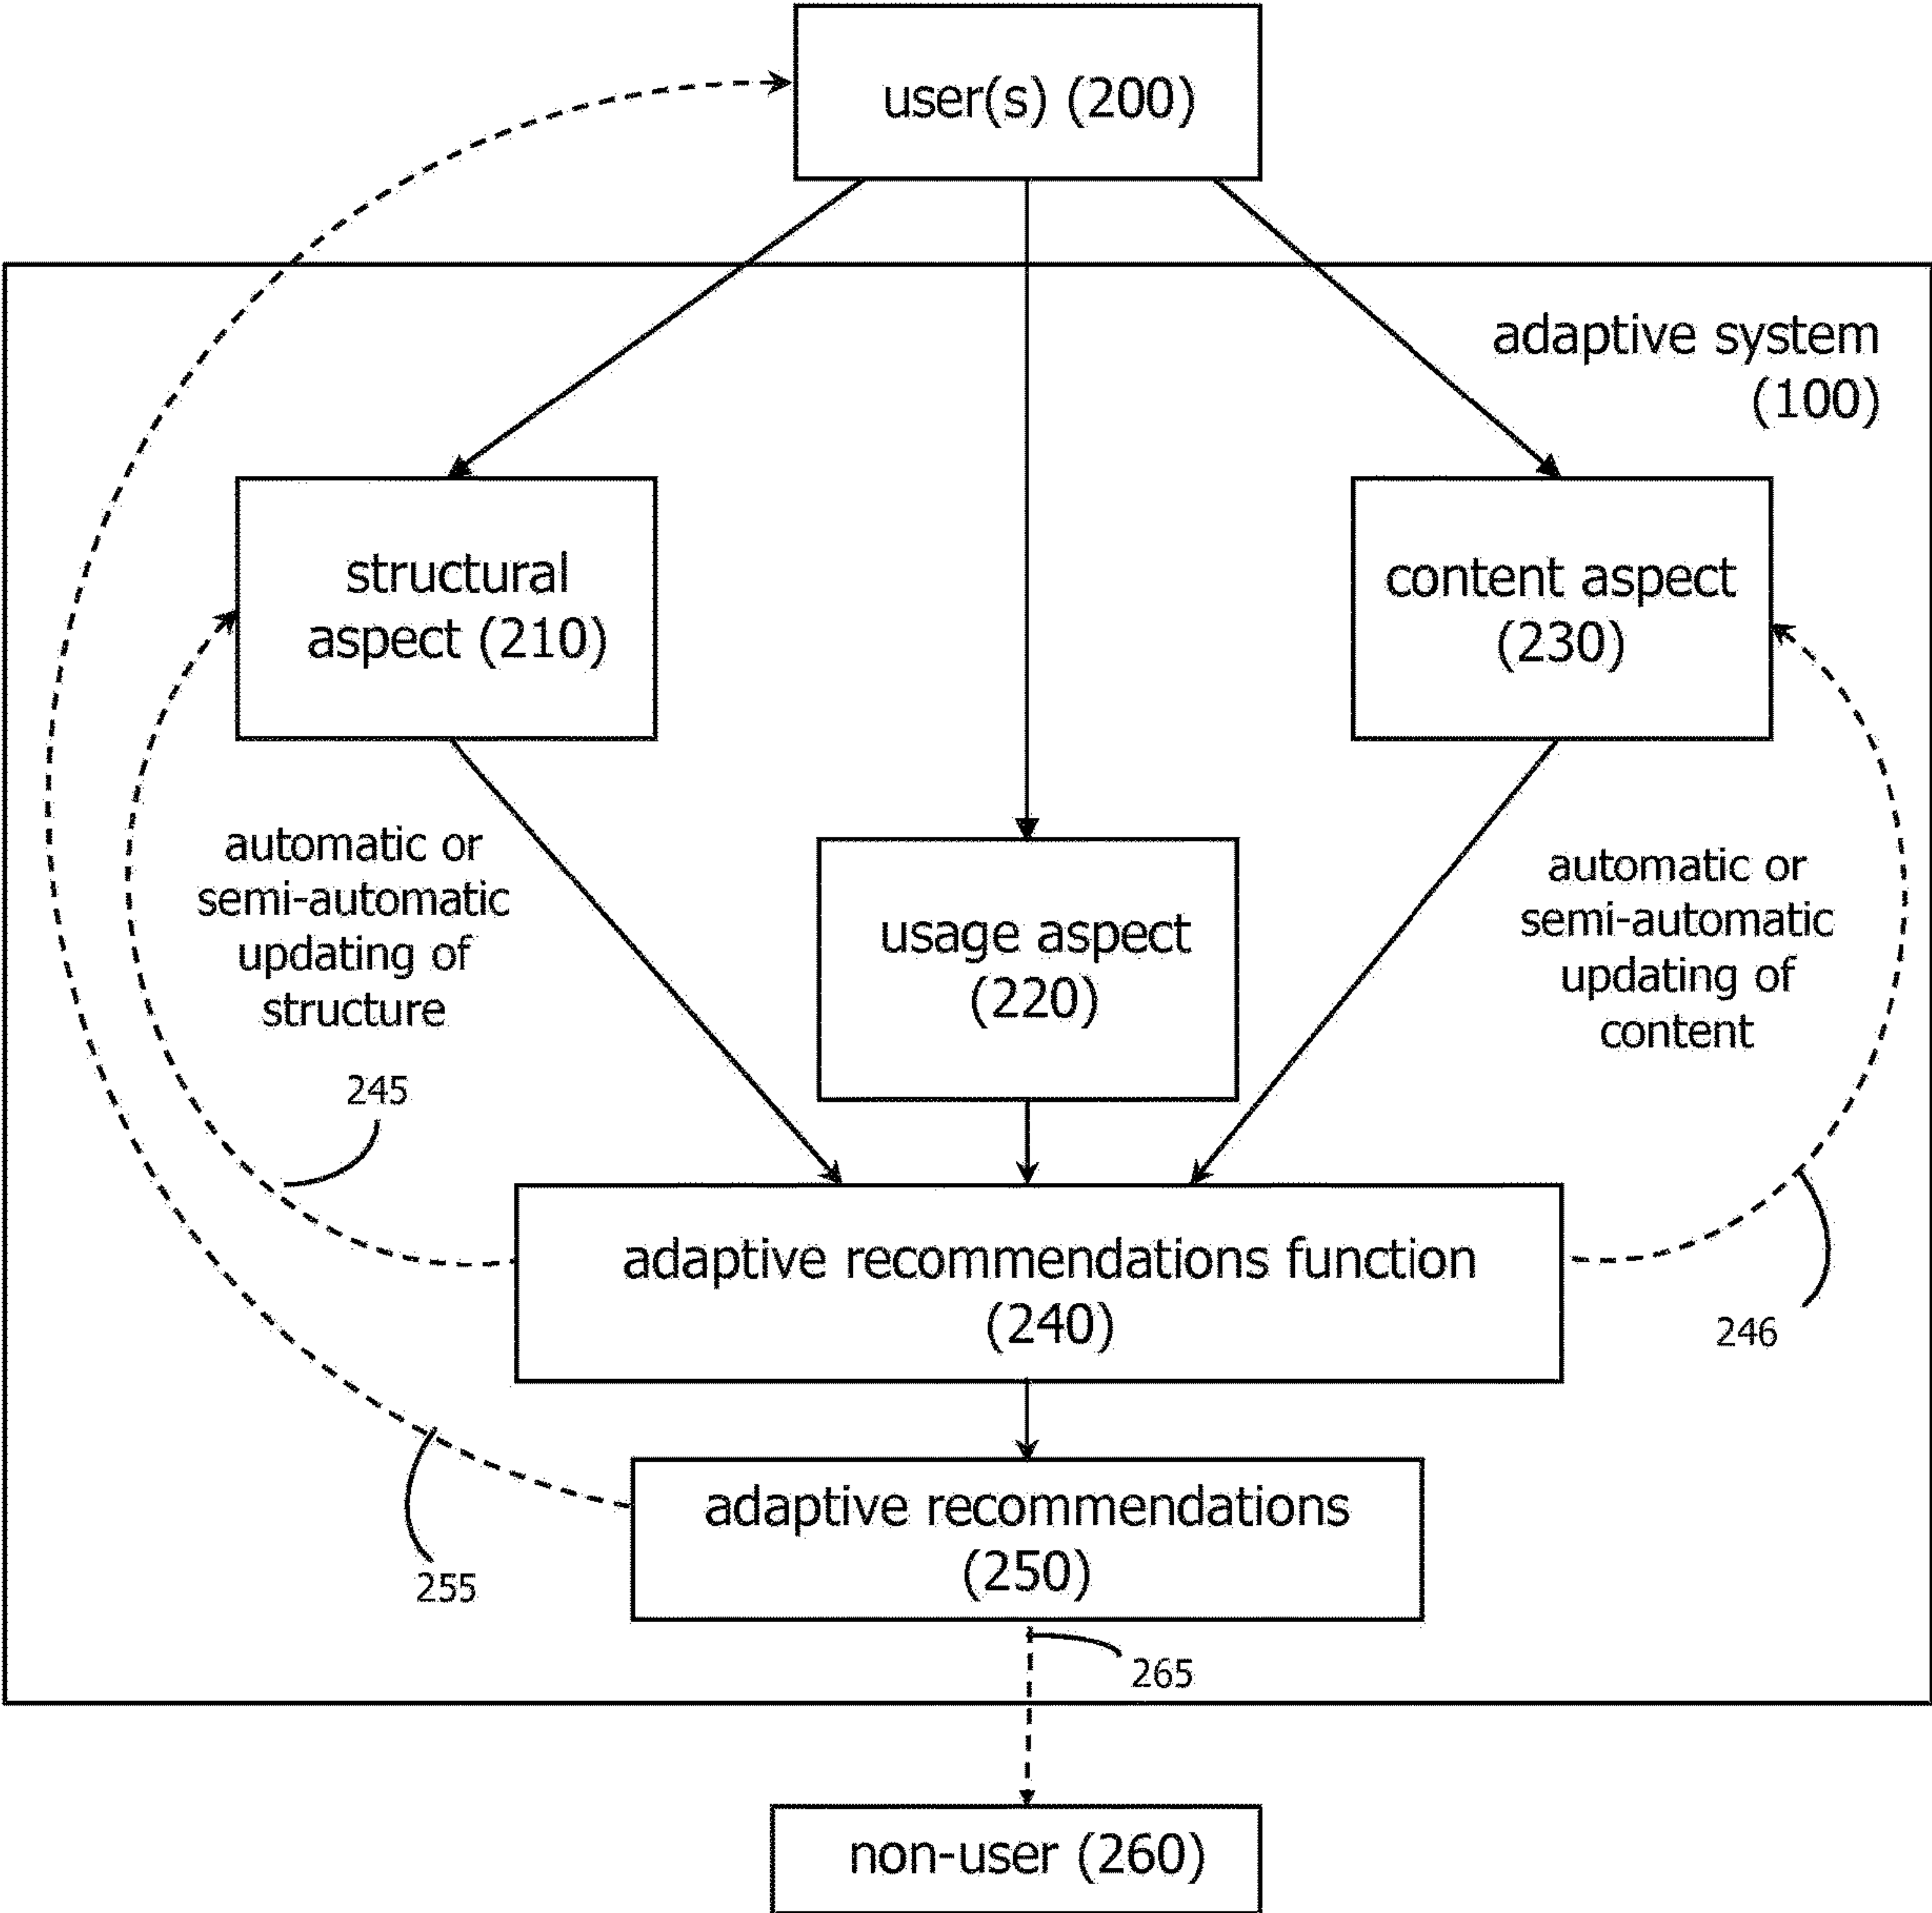 user(s) (200)
adaptive system
(100)
structural
aspect (210)
content aspect
(230)
automatic or
semi-automatic
updating of
structure
usage aspect
(220)
automatic or
semi-automatic
updating of
content
245
adaptive recommendations function
(240)
246
adaptive recommendations
(250)
255
265
non-user (260)